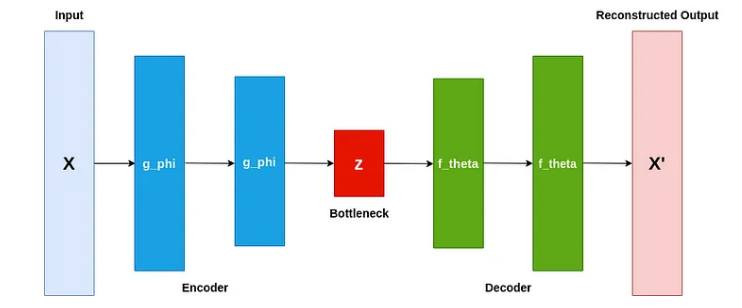 Input
Reconstructed Output
X
g_phi
g_phi
z
f_theta
f_theta
X'
Bottleneck
Encoder
Decoder